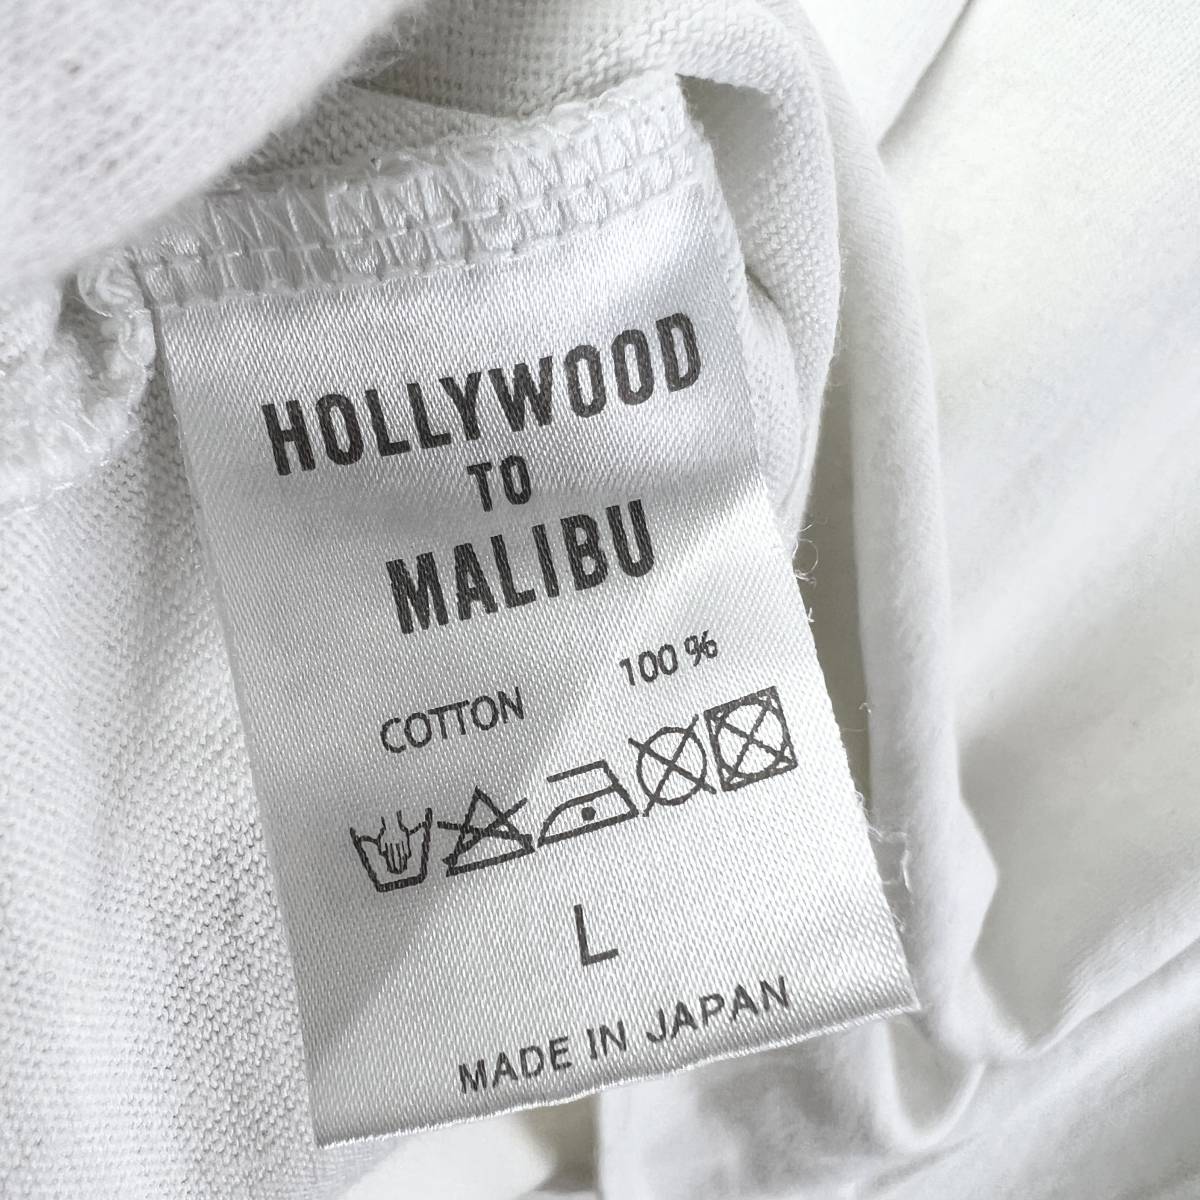 HOLLYWOOD
TO
MALIBU
COTTON 100 %
L
MADE IN JAPAN